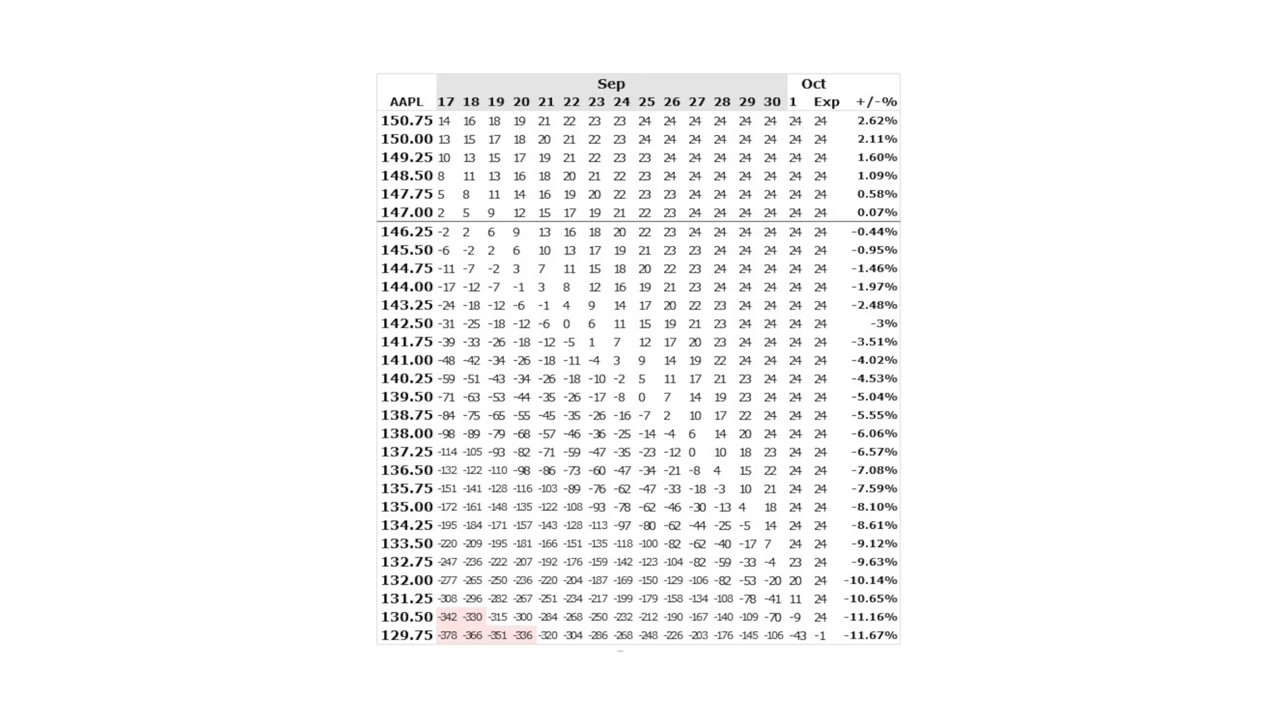 Sep Oct
AAPL 17 18 19 20 21 22 23 24 25 26 27 28 29 30 1 Exp +/-%
150.75 14 16 18 19 21 22 23 23 24 24 24 24 24 24 24 24 2.62%
150.00 13 15 17 18 20 21 22 23 24 24 24 24 24 24 24 24 2.11%
149.25 10 13 15 17 19 21 22 23 23 24 24 24 24 24 24 24 1.60%
148.50 8 11 13 16 18 20 21 22 23 24 24 24 24 24 24 24 1.09%
147.75 5 8 11 14 16 19 20 22 23 23 24 24 24 24 24 24 0.58%
147.00 2 5 9 12 15 17 19 21 22 23 24 24 24 24 24 24 0.07%
146.25 -2 2 6 9 13 16 18 20 22 23 24 24 24 24 24 24 -0.44%
145.50 -6 -2 2 6 10 13 17 19 21 23 23 24 24 24 24 24 -0.95%
144.75 -11 -7 -2 3 7 11 15 18 20 22 23 24 24 24 24 24 -1.46%
144.00 -17 -12 -7 -1 3 8 12 16 19 21 23 24 24 24 24 24 -1.97%
143.25 -24 -18 -12 -6 -1 4 9 14 17 20 22 23 24 24 24 24 -2.48%
142.50 -31 -25 -18 -12 -6 0 6 11 15 19 21 23 24 24 24 24 -3%
141.75 -39 -33 -26 -18 -12 -5 1 7 12 17 20 23 24 24 24 24 -3.51%
141.00 -48 -42 -34 -26 -18 -11 -4 3 9 14 19 22 24 24 24 24 -4.02%
140.25 -59 -51 -43 -34 -26 -18 -10 -2 5 11 17 21 23 24 24 24 -4.53%
139.50 -71 -63 -53 -44 -35 -26 -17 -8 0 7 14 19 23 24 24 24 -5.04%
138.75 -84 -75 -65 -55 -45 -35 -26 -16 -7 2 10 17 22 24 24 24 -5.55%
138.00 -98 -89 -79 -68 -57 -46 -36 -25 -14 -4 6 14 20 24 24 24 -6.06%
137.25 -114 -105 -93 -82 -71 -59 -47 -35 -23 -12 0 10 18 23 24 24 -6.57%
136.50 -132 -122 -110 -98 -86 -73 -60 -47 -34 -21 -8 4 15 22 24 24 -7.08%
135.75 -151 -141 -128 -116 -103 -89 -76 -62 -47 -33 -18 -3 10 21 24 24 -7.59%
135.00 -172 -161 -148 -135 -122 -108 -93 -78 -62 -46 -30 -13 4 18 24 24 -8.10%
134.25 -195 -184 -171 -157 -143 -128 -113 -97 -80 -62 -44 -25 -5 14 24 24 -8.61%
133.50 -220 -209 -195 -181 -166 -151 -135 -118 -100 -82 -62 -40 -17 7 24 24 -9.12%
132.75 -247 -236 -222 -207 -192 -176 -159 -142 -123 -104 -82 -59 -33 -4 23 24 -9.63%
132.00 -277 -265 -250 -236 -220 -204 -187 -169 -150 -129 -106 -82 -53 -20 20 24 -10.14%
131.25 -308 -296 -282 -267 -251 -234 -217 -199 -179 -158 -134 -108 -78 -41 11 24 -10.65%
130.50 -342 -330 -315 -300 -284 -268 -250 -232 -212 -190 -167 -140 -109 -70 -9 24 -11.16%
129.75 -378 -366 -351 -336 -320 -304 -286 -268 -248 -226 -203 -176 -145 -106 -43 -1 -11.67%